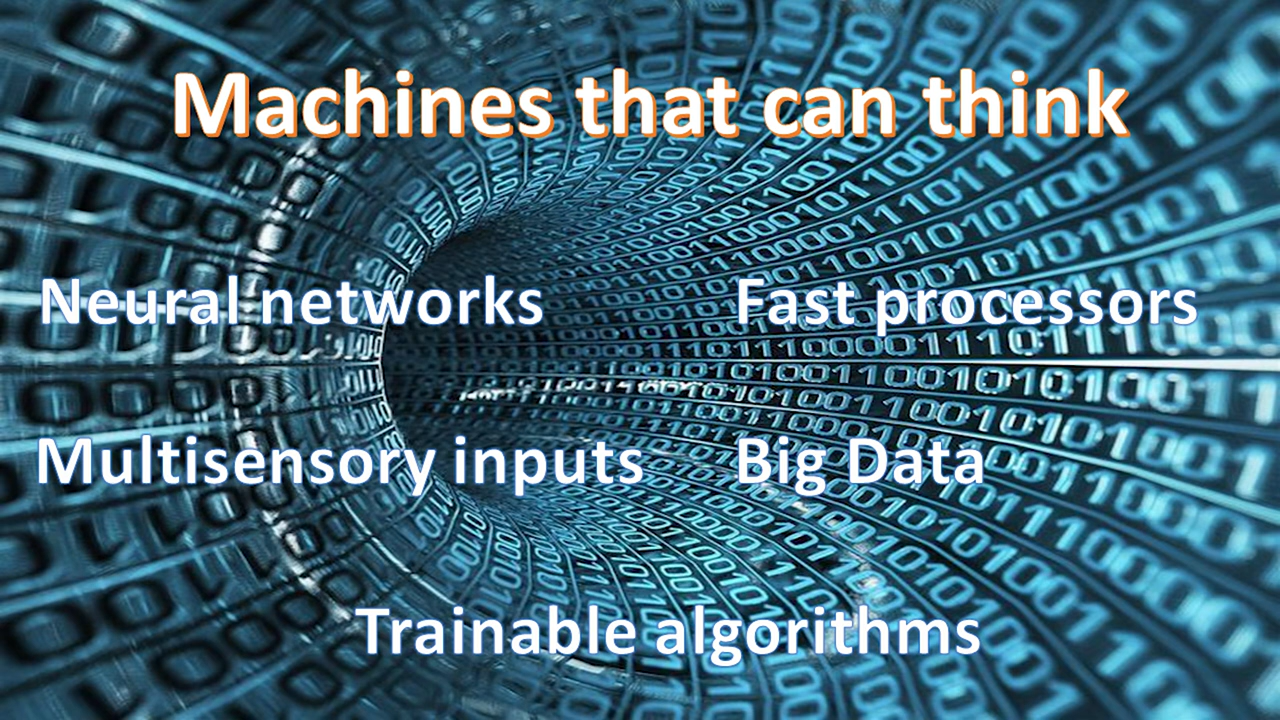 Machines that can think
Neural networks
Fast processors
Multisensory inputs
Big Data
Trainable algorithms